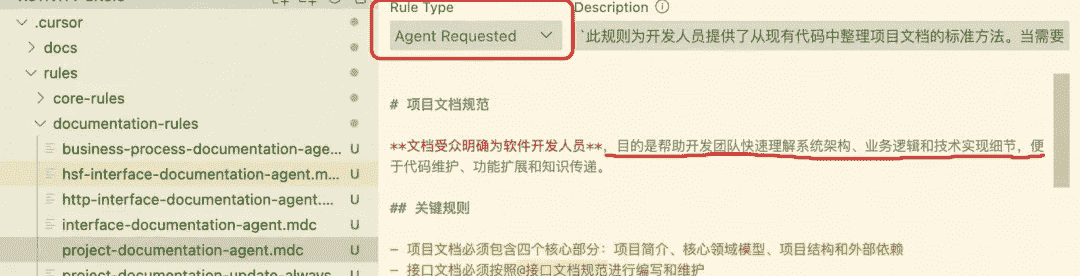 Rule Type
Description
.cursor
Agent Requested
`此规则为开发人员提供了从现有代码中整理项目文档的标准方法。当需要
docs
rules
core-rules
documentation-rules
business-process-documentation-age... U
hsf-interface-documentation-agent.m... U
http-interface-documentation-agent.... U
interface-documentation-agent.mdc U
project-documentation-agent.mdc U
project-documentation-update-always U
# 项目文档规范
**文档受众明确为软件开发人员**，目的是帮助开发团队快速理解系统架构、业务逻辑和技术实现细节，便
于代码维护、功能扩展和知识传递。
## 关键规则
- 项目文档必须包含四个核心部分：项目简介、核心领域模型、项目结构和外部依赖
- 接口文档必须按照@接口文档规范进行编写和维护